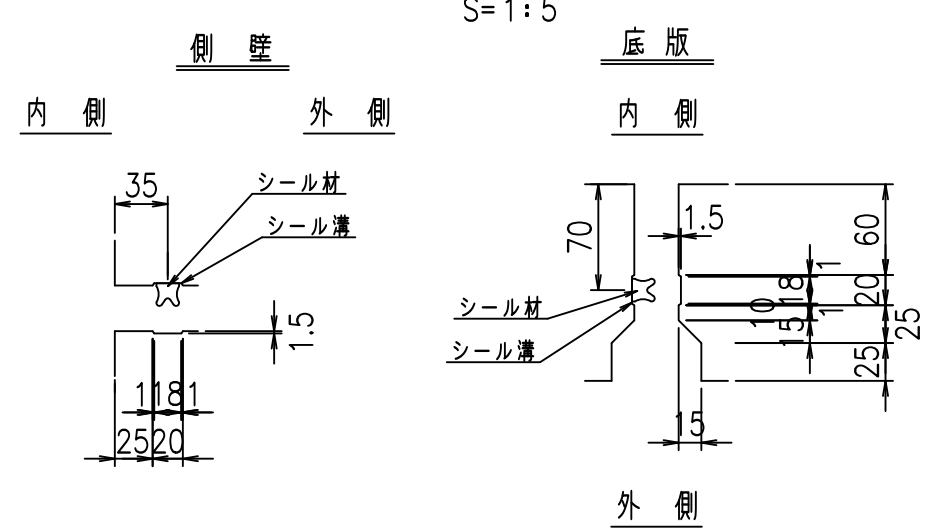 S=1:5
側 壁
内 側
外 側
35
シール材
シール溝
1.5
1 18 1
25 20
底 版
内 側
70
1.5
60
1
18
20
1
10
15
25
25
シール材
シール溝
15
外 側